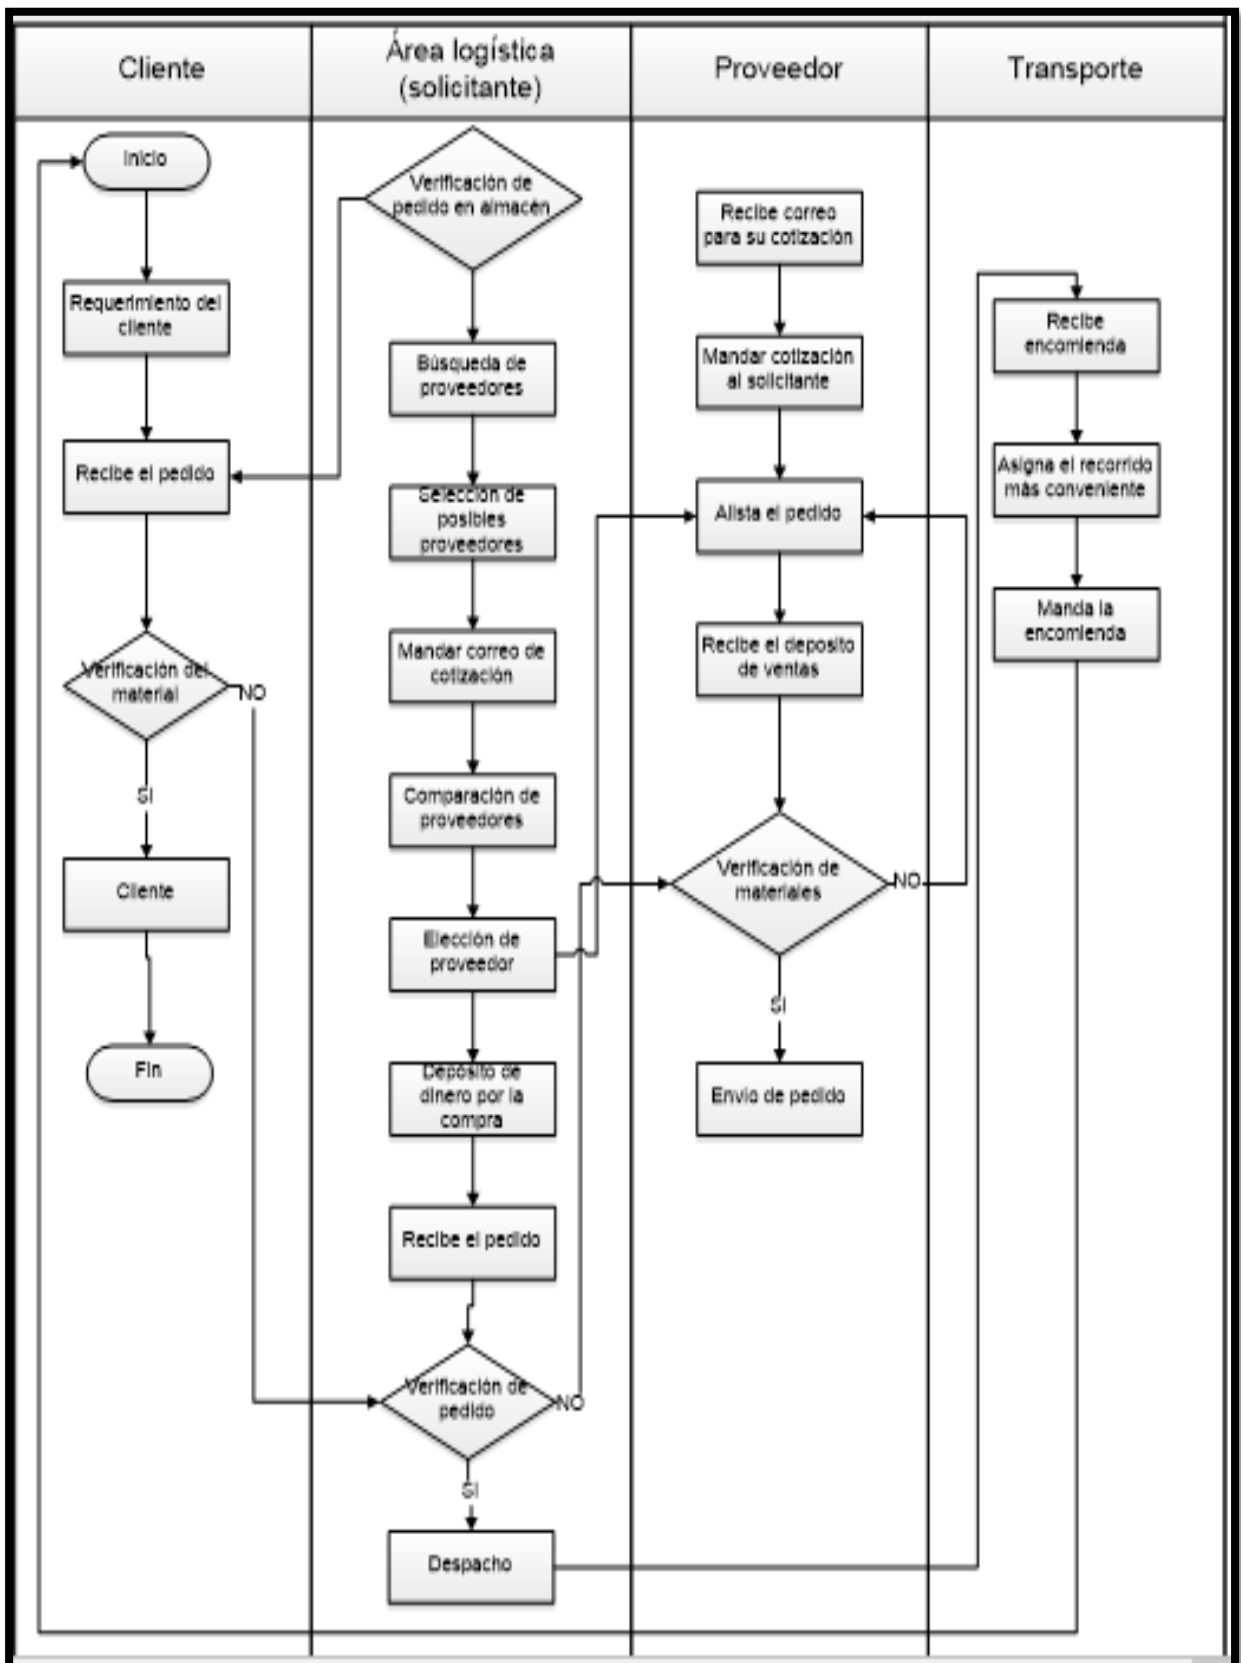 Cliente
Área logística
(solicitante)
Proveedor
Transporte
Inicio
Requerimiento del
cliente
Recibe el pedido
Verificación del
material
NO
SI
Cliente
Fin
Verificación de
pedido en almacén
Búsqueda de
proveedores
Selección de
posibles
proveedores
Mandar correo de
cotización
Comparación de
proveedores
Elección de
proveedor
Depósito de
dinero por la
compra
Recibe el pedido
Verificación de
pedido
NO
SI
Despacho
Recibe correo
para su cotización
Mandar cotización
al solicitante
Alista el pedido
Recibe el deposito
de ventas
Verificación de
materiales
NO
SI
Envio de pedido
Recibe
encomienda
Asigna el recorrido
más conveniente
Manda la
encomienda